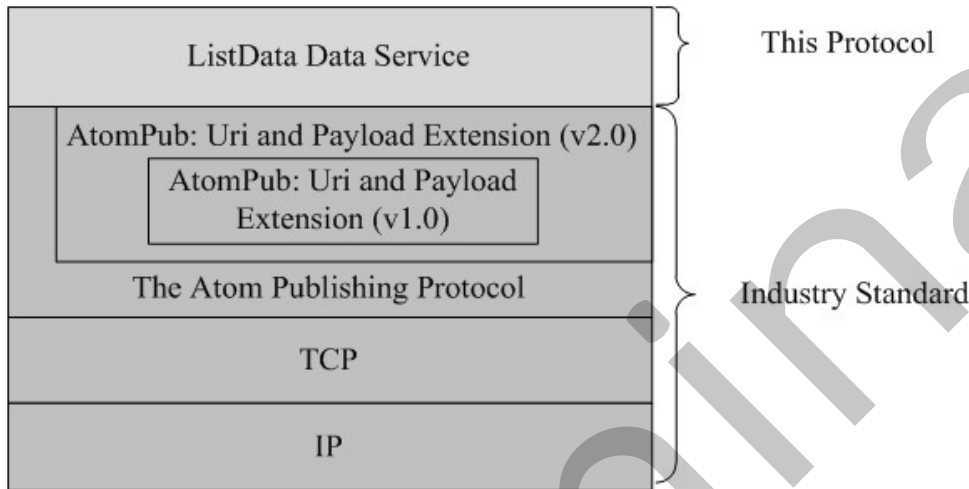 ListData Data Service
This Protocol
AtomPub: Uri and Payload Extension (v2.0)
AtomPub: Uri and Payload
Extension (v1.0)
The Atom Publishing Protocol
Industry Standard
TCP
IP